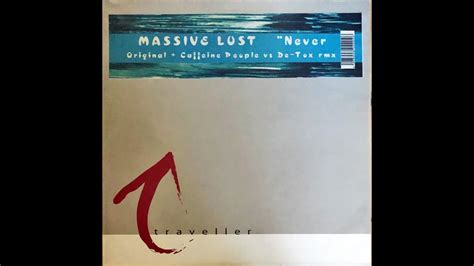 MASSIVE LUST "Never
Original + Caffeine People vs De-Tox rmx
traveller